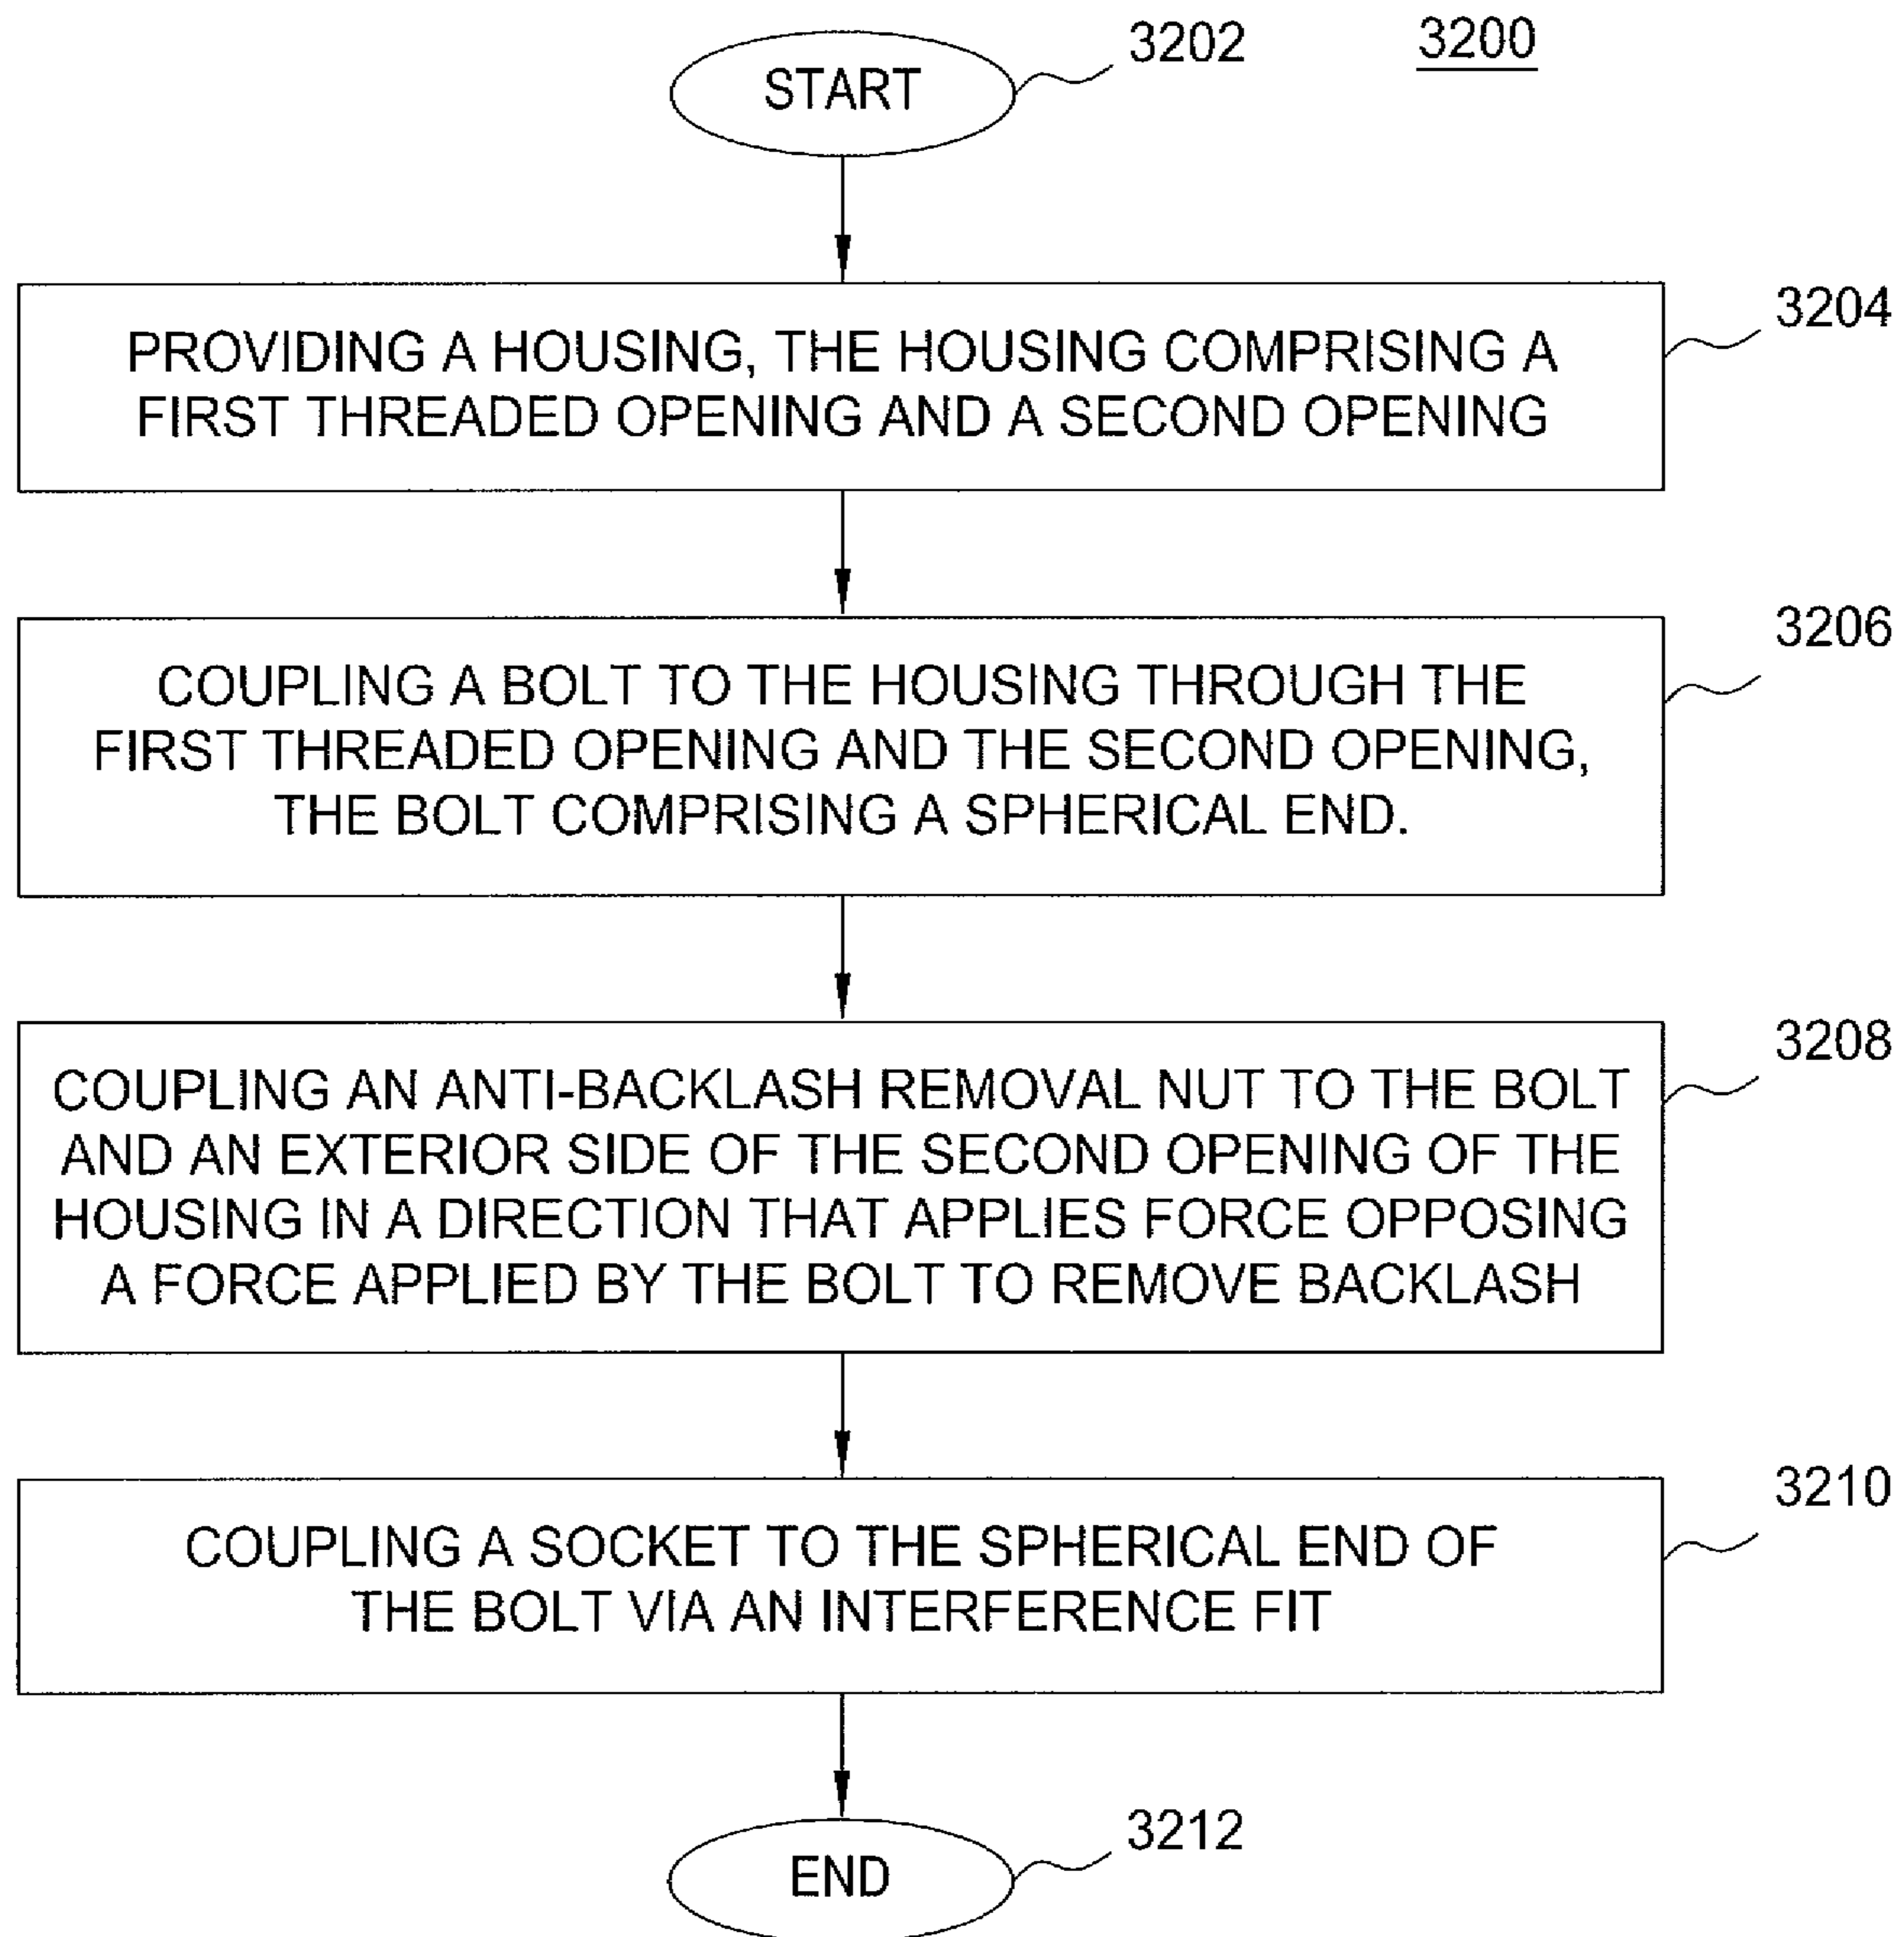 3200
START
3202
PROVIDING A HOUSING, THE HOUSING COMPRISING A
FIRST THREADED OPENING AND A SECOND OPENING
3204
COUPLING A BOLT TO THE HOUSING THROUGH THE
FIRST THREADED OPENING AND THE SECOND OPENING,
THE BOLT COMPRISING A SPHERICAL END.
3206
COUPLING AN ANTI-BACKLASH REMOVAL NUT TO THE BOLT
AND AN EXTERIOR SIDE OF THE SECOND OPENING OF THE
HOUSING IN A DIRECTION THAT APPLIES FORCE OPPOSING
A FORCE APPLIED BY THE BOLT TO REMOVE BACKLASH
3208
COUPLING A SOCKET TO THE SPHERICAL END OF
THE BOLT VIA AN INTERFERENCE FIT
3210
END
3212